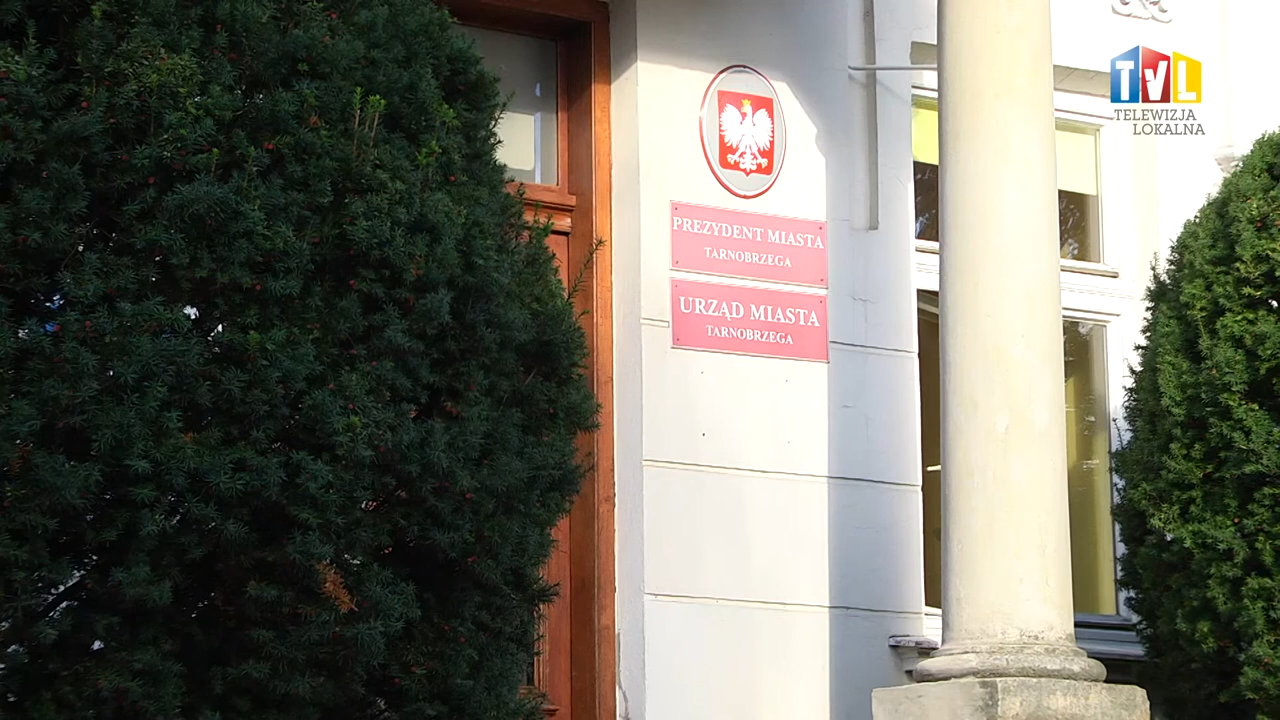 TVL
TELEWIZJA
LOKALNA
PREZYDENT MIASTA
TARNOBRZEGA
URZĄD MIASTA
TARNOBRZEGA